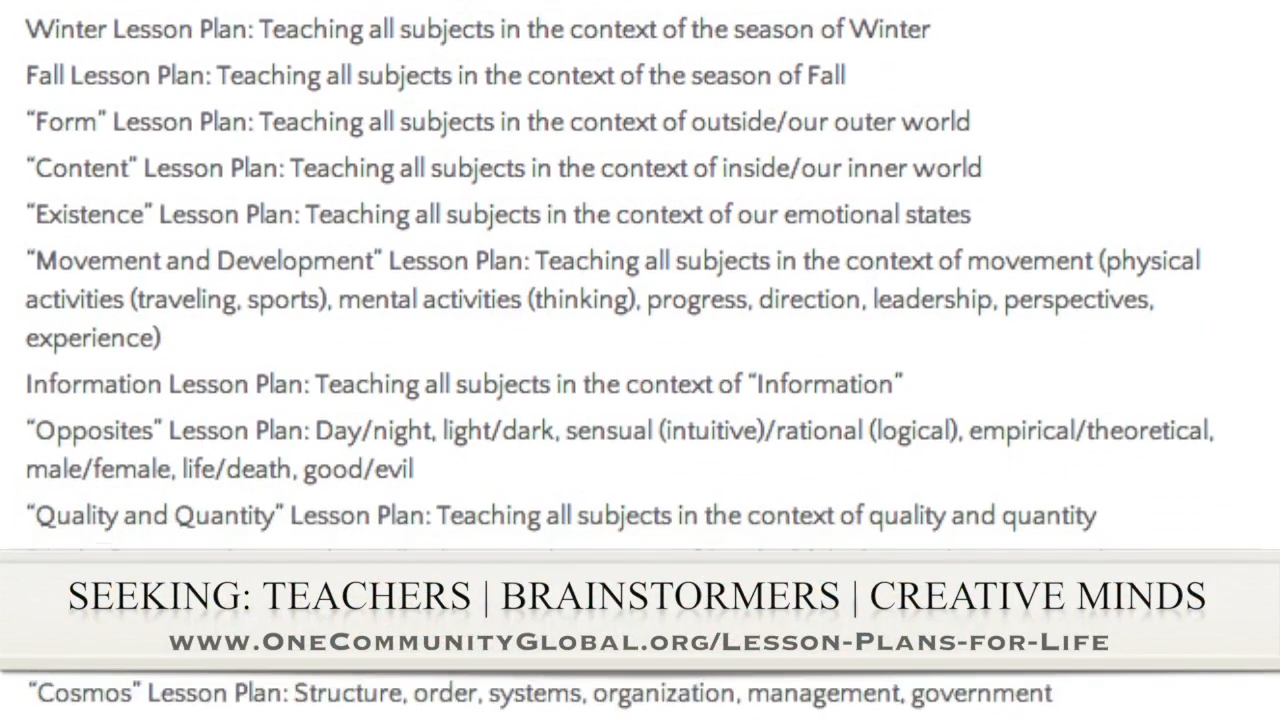 Winter Lesson Plan: Teaching all subjects in the context of the season of Winter
Fall Lesson Plan: Teaching all subjects in the context of the season of Fall
“Form” Lesson Plan: Teaching all subjects in the context of outside/our outer world
“Content” Lesson Plan: Teaching all subjects in the context of inside/our inner world
“Existence” Lesson Plan: Teaching all subjects in the context of our emotional states
“Movement and Development” Lesson Plan: Teaching all subjects in the context of movement (physical
activities (traveling, sports), mental activities (thinking), progress, direction, leadership, perspectives,
experience)
Information Lesson Plan: Teaching all subjects in the context of “Information”
“Opposites” Lesson Plan: Day/night, light/dark, sensual (intuitive)/rational (logical), empirical/theoretical,
male/female, life/death, good/evil
“Quality and Quantity” Lesson Plan: Teaching all subjects in the context of quality and quantity
SEEKING: TEACHERS | BRAINSTORMERS | CREATIVE MINDS
www.OneCommunityGlobal.org/Lesson-Plans-for-Life
“Cosmos” Lesson Plan: Structure, order, systems, organization, management, government